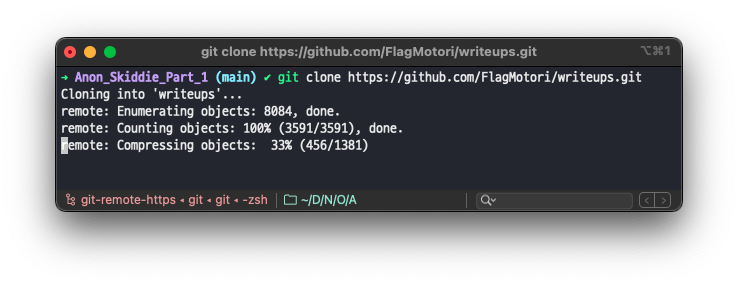 git clone https://github.com/FlagMotori/writeups.git
⌥⌘1
➜ Anon_Skiddie_Part_1 (main) ✔ git clone https://github.com/FlagMotori/writeups.git
Cloning into 'writeups'...
remote: Enumerating objects: 8084, done.
remote: Counting objects: 100% (3591/3591), done.
remote: Compressing objects:  33% (456/1381)
git-remote-https ◂ git ◂ git ◂ -zsh
~/D/N/O/A